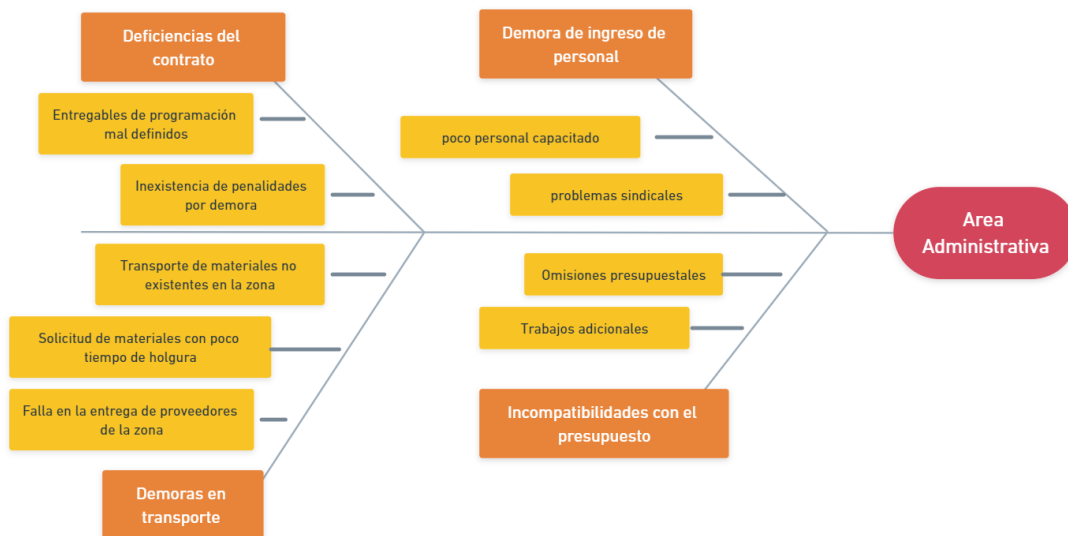 Deficiencias del
contrato
Entregables de programación
mal definidos
Inexistencia de penalidades
por demora
Demora de ingreso de
personal
poco personal capacitado
problemas sindicales
Area
Administrativa
Transporte de materiales no
existentes en la zona
Solicitud de materiales con poco
tiempo de holgura
Falla en la entrega de proveedores
de la zona
Demoras en
transporte
Omisiones presupuestales
Trabajos adicionales
Incompatibilidades con el
presupuesto